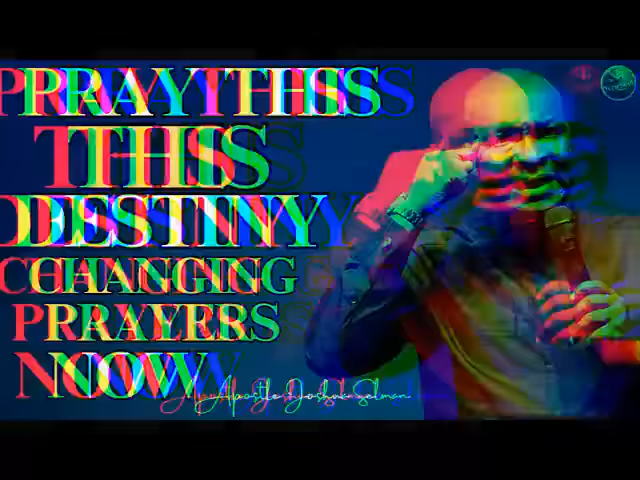 PRAY THIS
THIS
DESTINY
CHANGING
PRAYERS
NOW
Apostle Joshua Selman